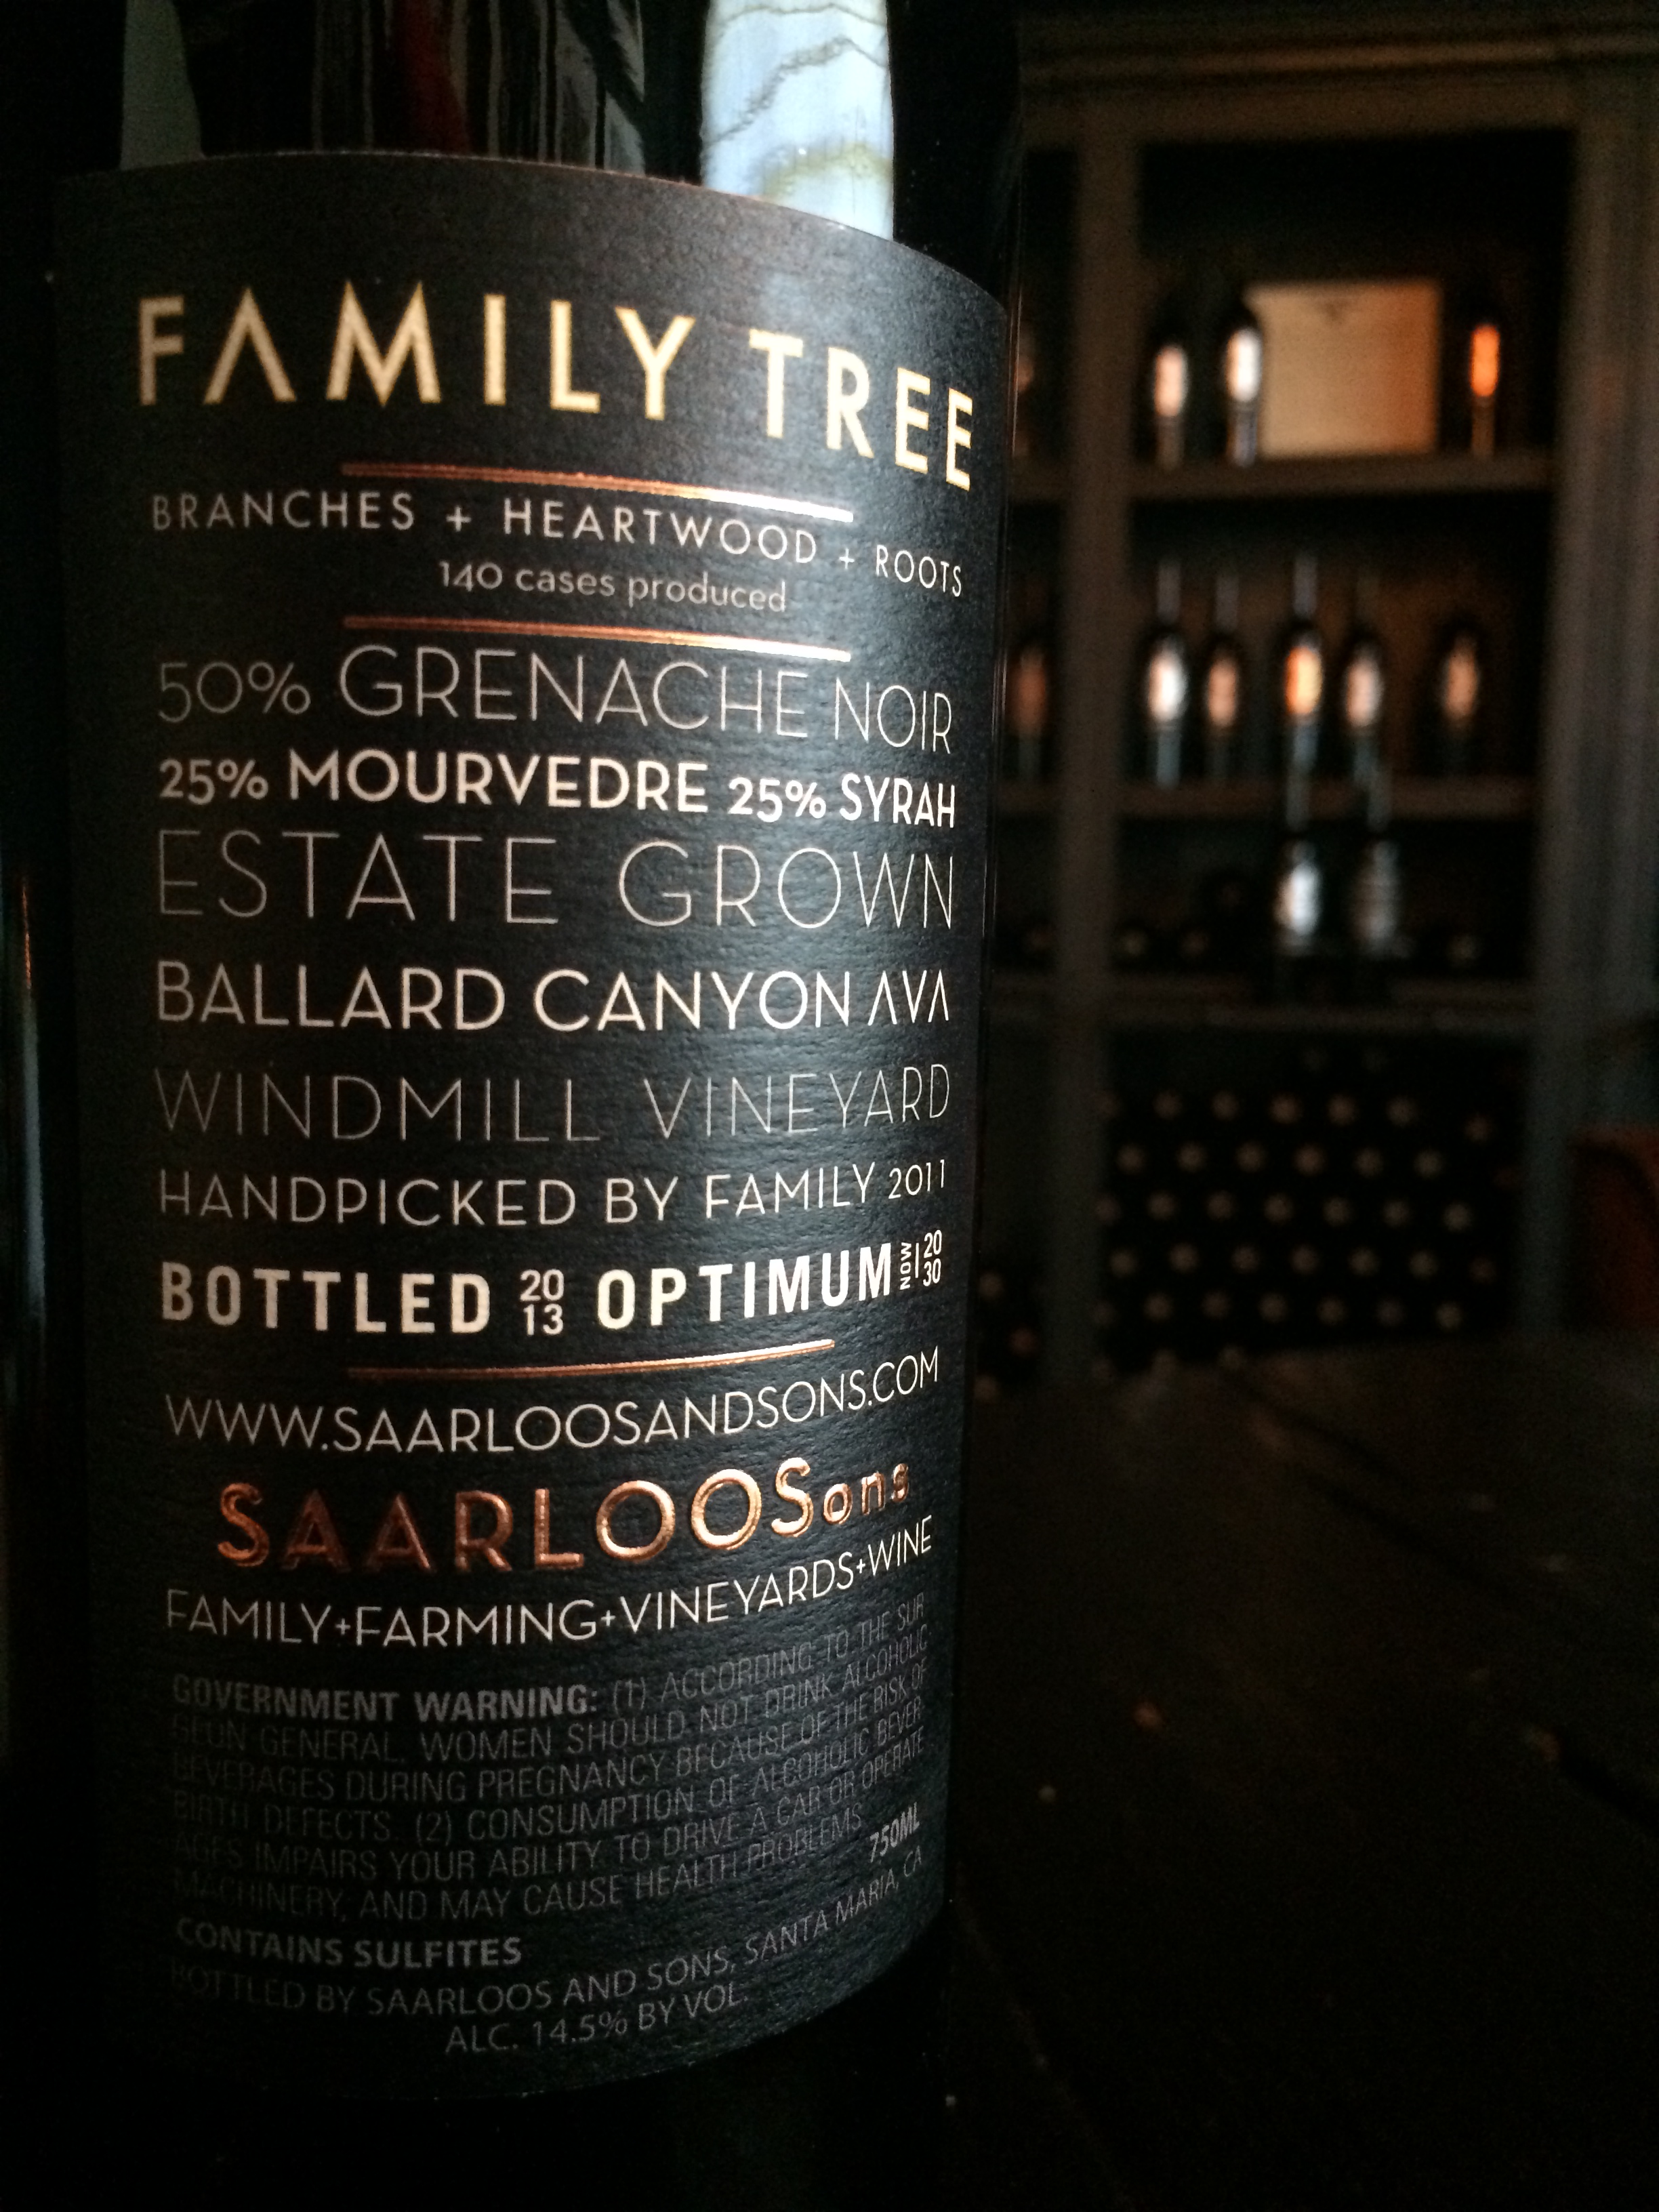 FAMILY TREE
BRANCHES + HEARTWOOD + ROOTS
140 cases produced
50% GRENACHE NOIR
25% MOURVEDRE 25% SYRAH
ESTATE GROWN
BALLARD CANYON AVA
WINDMILL VINEYARD
HANDPICKED BY FAMILY 2011
BOTTLED 2013 OPTIMUM NOW|2030
WWW.SAARLOOSANDSONS.COM
SAARLOOSons
FAMILY+FARMING+VINEYARDS+WINE
GOVERNMENT WARNING: (1) ACCORDING TO THE SUR
GEON GENERAL, WOMEN SHOULD NOT DRINK ALCOHOLIC
BEVERAGES DURING PREGNANCY BECAUSE OF THE RISK OF
BIRTH DEFECTS. (2) CONSUMPTION OF ALCOHOLIC BEVER
AGES IMPAIRS YOUR ABILITY TO DRIVE A CAR OR OPERATE
MACHINERY, AND MAY CAUSE HEALTH PROBLEMS. 750ML
CONTAINS SULFITES
BOTTLED BY SAARLOOS AND SONS, SANTA MARIA, CA
ALC. 14.5% BY VOL.